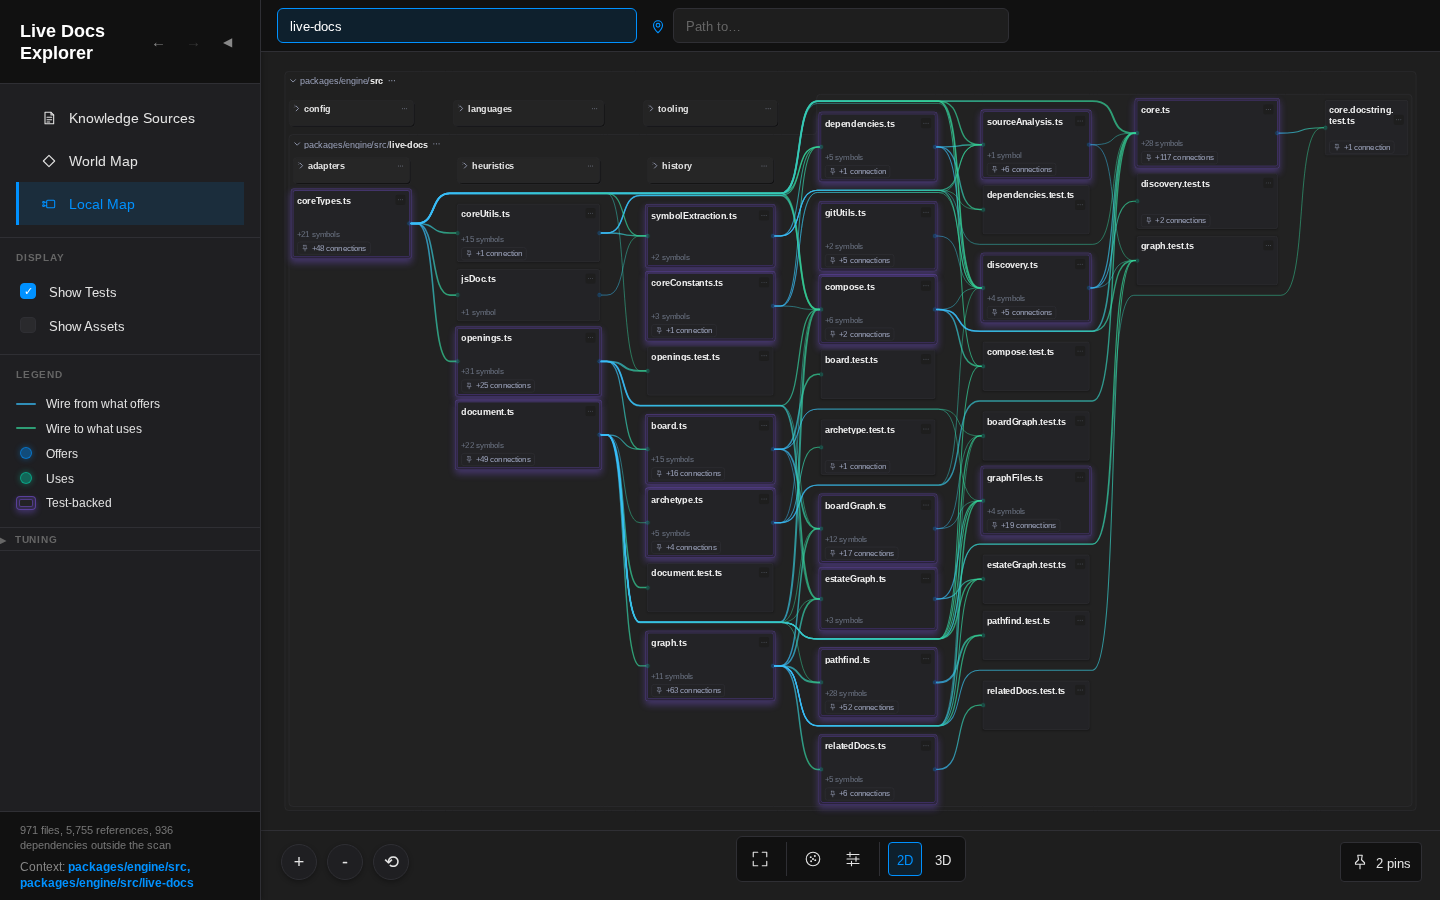 Live Docs
Explorer
←
→
live-docs
Path to...
Knowledge Sources
World Map
Local Map
DISPLAY
Show Tests
Show Assets
LEGEND
Wire from what offers
Wire to what uses
Offers
Uses
Test-backed
TUNING
971 files, 5,755 references, 936
dependencies outside the scan
Context: packages/engine/src,
packages/engine/src/live-docs
packages/engine/src ...
config
languages
tooling
packages/engine/src/live-docs ...
adapters
heuristics
history
coreTypes.ts
+21 symbols
+48 connections
coreUtils.ts
+15 symbols
+1 connection
jsDoc.ts
+1 symbol
openings.ts
+31 symbols
+25 connections
document.ts
+22 symbols
+49 connections
symbolExtraction.ts
+2 symbols
coreConstants.ts
+3 symbols
+1 connection
openings.test.ts
board.ts
+15 symbols
+16 connections
archetype.ts
+5 symbols
+4 connections
document.test.ts
graph.ts
+11 symbols
+63 connections
dependencies.ts
+5 symbols
+1 connection
gitUtils.ts
+2 symbols
+5 connections
compose.ts
+6 symbols
+2 connections
board.test.ts
archetype.test.ts
+1 connection
boardGraph.ts
+12 symbols
+17 connections
estateGraph.ts
+3 symbols
pathfind.ts
+28 symbols
+52 connections
relatedDocs.ts
+5 symbols
+6 connections
sourceAnalysis.ts
+1 symbol
+6 connections
dependencies.test.ts
discovery.ts
+4 symbols
+5 connections
compose.test.ts
boardGraph.test.ts
graphFiles.ts
+4 symbols
+19 connections
estateGraph.test.ts
pathfind.test.ts
relatedDocs.test.ts
core.ts
+28 symbols
+117 connections
discovery.test.ts
+2 connections
graph.test.ts
core.docstring.
test.ts
+1 connection
+
-
2D
3D
2 pins